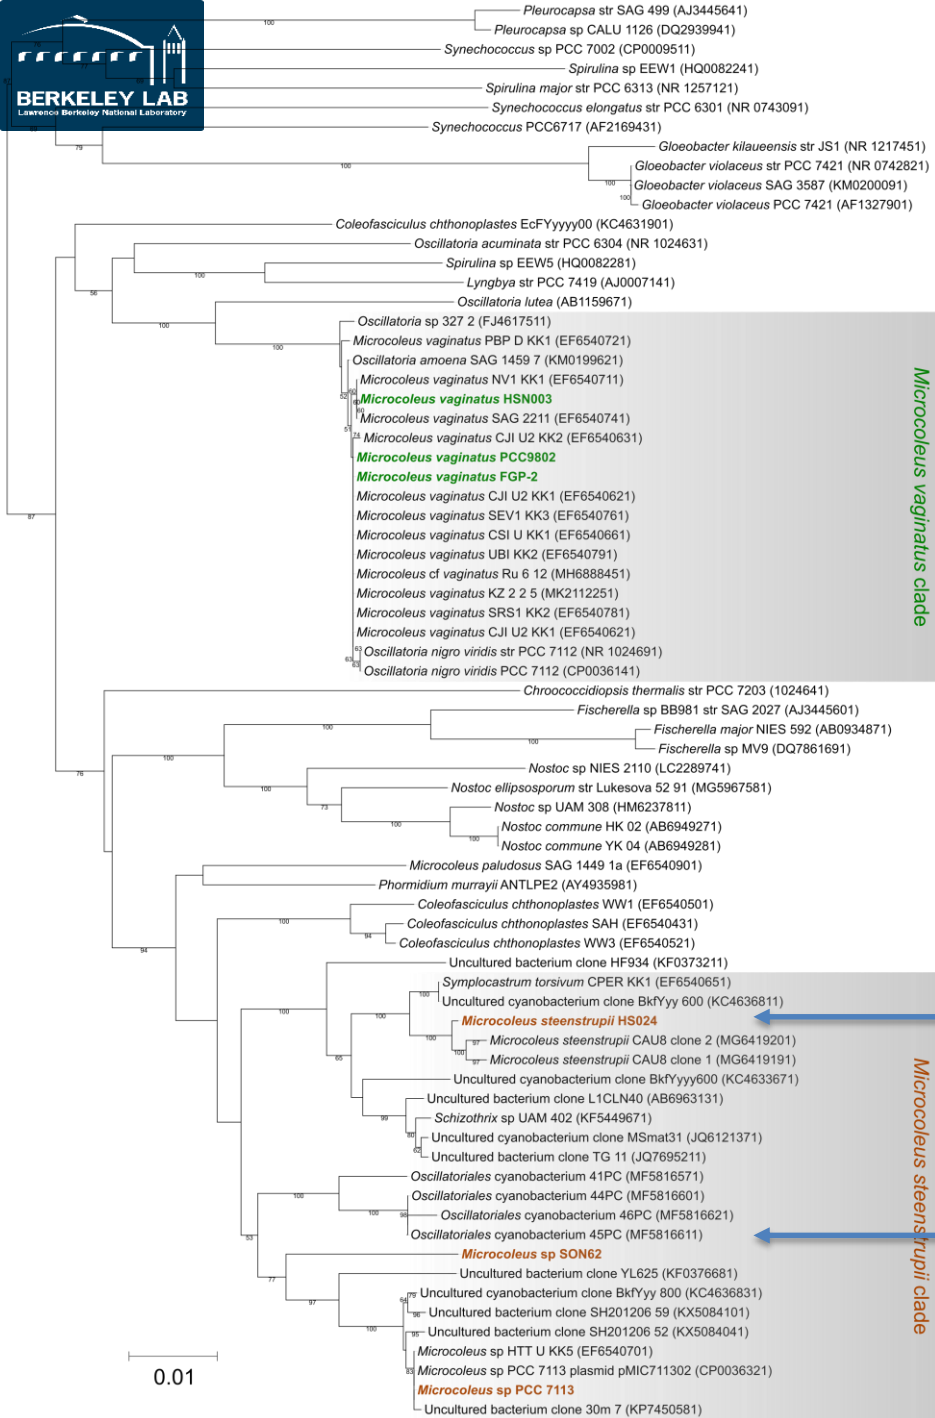 BERKELEY LAB
Lawrence Berkeley National Laboratory
Pleurocapsa str SAG 499 (AJ3445641)
Pleurocapsa sp CALU 1126 (DQ2939941)
Synechococcus sp PCC 7002 (CP0009511)
Spirulina sp EEW1 (HQ0082241)
Spirulina major str PCC 6313 (NR 1257121)
Synechococcus elongatus str PCC 6301 (NR 0743091)
Synechococcus PCC6717 (AF2169431)
Gloeobacter kilaueensis str JS1 (NR 1217451)
Gloeobacter violaceus str PCC 7421 (NR 0742821)
Gloeobacter violaceus SAG 3587 (KM0200091)
Gloeobacter violaceus PCC 7421 (AF1327901)
Coleofasciculus chthonoplastes EcFYyyyy00 (KC4631901)
Oscillatoria acuminata str PCC 6304 (NR 1024631)
Spirulina sp EEW5 (HQ0082281)
Lyngbya str PCC 7419 (AJ0007141)
Oscillatoria lutea (AB1159671)
Oscillatoria sp 327 2 (FJ4617511)
Microcoleus vaginatus PBP D KK1 (EF6540721)
Oscillatoria amoena SAG 1459 7 (KM0199621)
Microcoleus vaginatus NV1 KK1 (EF6540711)
Microcoleus vaginatus HSN003
Microcoleus vaginatus SAG 2211 (EF6540741)
Microcoleus vaginatus CJI U2 KK2 (EF6540631)
Microcoleus vaginatus PCC9802
Microcoleus vaginatus FGP-2
Microcoleus vaginatus CJI U2 KK1 (EF6540621)
Microcoleus vaginatus SEV1 KK3 (EF6540761)
Microcoleus vaginatus CSI U KK1 (EF6540661)
Microcoleus vaginatus UBI KK2 (EF6540791)
Microcoleus cf vaginatus Ru 6 12 (MH6888451)
Microcoleus vaginatus KZ 2 2 5 (MK2112251)
Microcoleus vaginatus SRS1 KK2 (EF6540781)
Microcoleus vaginatus CJI U2 KK1 (EF6540621)
Oscillatoria nigro viridis str PCC 7112 (NR 1024691)
Oscillatoria nigro viridis PCC 7112 (CP0036141)
Microcoleus vaginatus clade
Chroococcidiopsis thermalis str PCC 7203 (1024641)
Fischerella sp BB981 str SAG 2027 (AJ3445601)
Fischerella major NIES 592 (AB0934871)
Fischerella sp MV9 (DQ7861691)
Nostoc sp NIES 2110 (LC2289741)
Nostoc ellipsosporum str Lukesova 52 91 (MG5967581)
Nostoc sp UAM 308 (HM6237811)
Nostoc commune HK 02 (AB6949271)
Nostoc commune YK 04 (AB6949281)
Microcoleus paludosus SAG 1449 1a (EF6540901)
Phormidium murrayii ANTLPE2 (AY4935981)
Coleofasciculus chthonoplastes WW1 (EF6540501)
Coleofasciculus chthonoplastes SAH (EF6540431)
Coleofasciculus chthonoplastes WW3 (EF6540521)
Uncultured bacterium clone HF934 (KF0373211)
Symplocastrum torsivum CPER KK1 (EF6540651)
Uncultured cyanobacterium clone BkfYyy 600 (KC4636811)
Microcoleus steenstrupii HS024
Microcoleus steenstrupii CAU8 clone 2 (MG6419201)
Microcoleus steenstrupii CAU8 clone 1 (MG6419191)
Uncultured cyanobacterium clone BkfYyyy600 (KC4633671)
Uncultured bacterium clone L1CLN40 (AB6963131)
Schizothrix sp UAM 402 (KF5449671)
Uncultured cyanobacterium clone MSmat31 (JQ6121371)
Uncultured bacterium clone TG 11 (JQ7695211)
Oscillatoriales cyanobacterium 41PC (MF5816571)
Oscillatoriales cyanobacterium 44PC (MF5816601)
Oscillatoriales cyanobacterium 46PC (MF5816621)
Oscillatoriales cyanobacterium 45PC (MF5816611)
Microcoleus sp SON62
Uncultured bacterium clone YL625 (KF0376681)
Uncultured cyanobacterium clone BkfYyy 800 (KC4636831)
Uncultured bacterium clone SH201206 59 (KX5084101)
Uncultured bacterium clone SH201206 52 (KX5084041)
Microcoleus sp HTT U KK5 (EF6540701)
Microcoleus sp PCC 7113 plasmid pMIC711302 (CP0036321)
Microcoleus sp PCC 7113
Uncultured bacterium clone 30m 7 (KP7450581)
Microcoleus steenstrupii clade
0.01